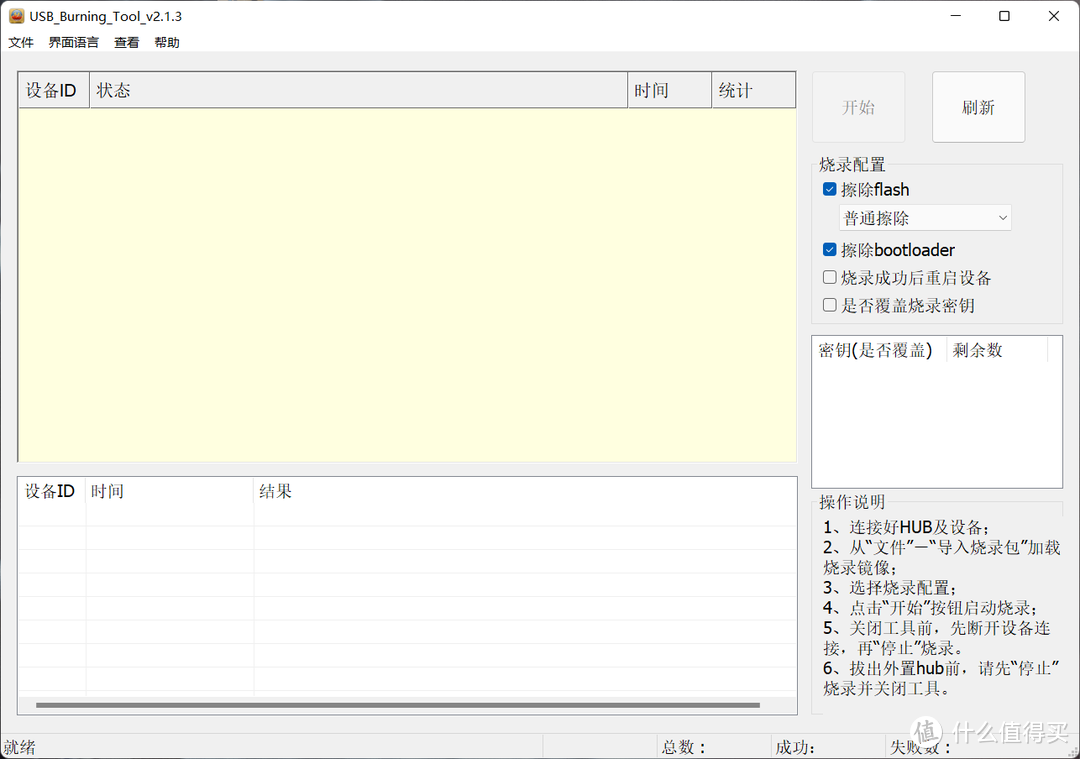 USB_Burning_Tool_v2.1.3
文件 界面语言 查看 帮助
设备ID 状态 时间 统计
开始 刷新
烧录配置
擦除flash
普通擦除
擦除bootloader
烧录成功后重启设备
是否覆盖烧录密钥
密钥(是否覆盖) 剩余数
设备ID 时间 结果
操作说明
1、连接好HUB及设备;
2、从“文件”—“导入烧录包”加载
烧录镜像;
3、选择烧录配置;
4、点击“开始”按钮启动烧录;
5、关闭工具前，先断开设备连
接，再“停止”烧录。
6、拔出外置hub前，请先“停止”
烧录并关闭工具。
就绪 总数： 成功: 失败数：
值 什么值得买